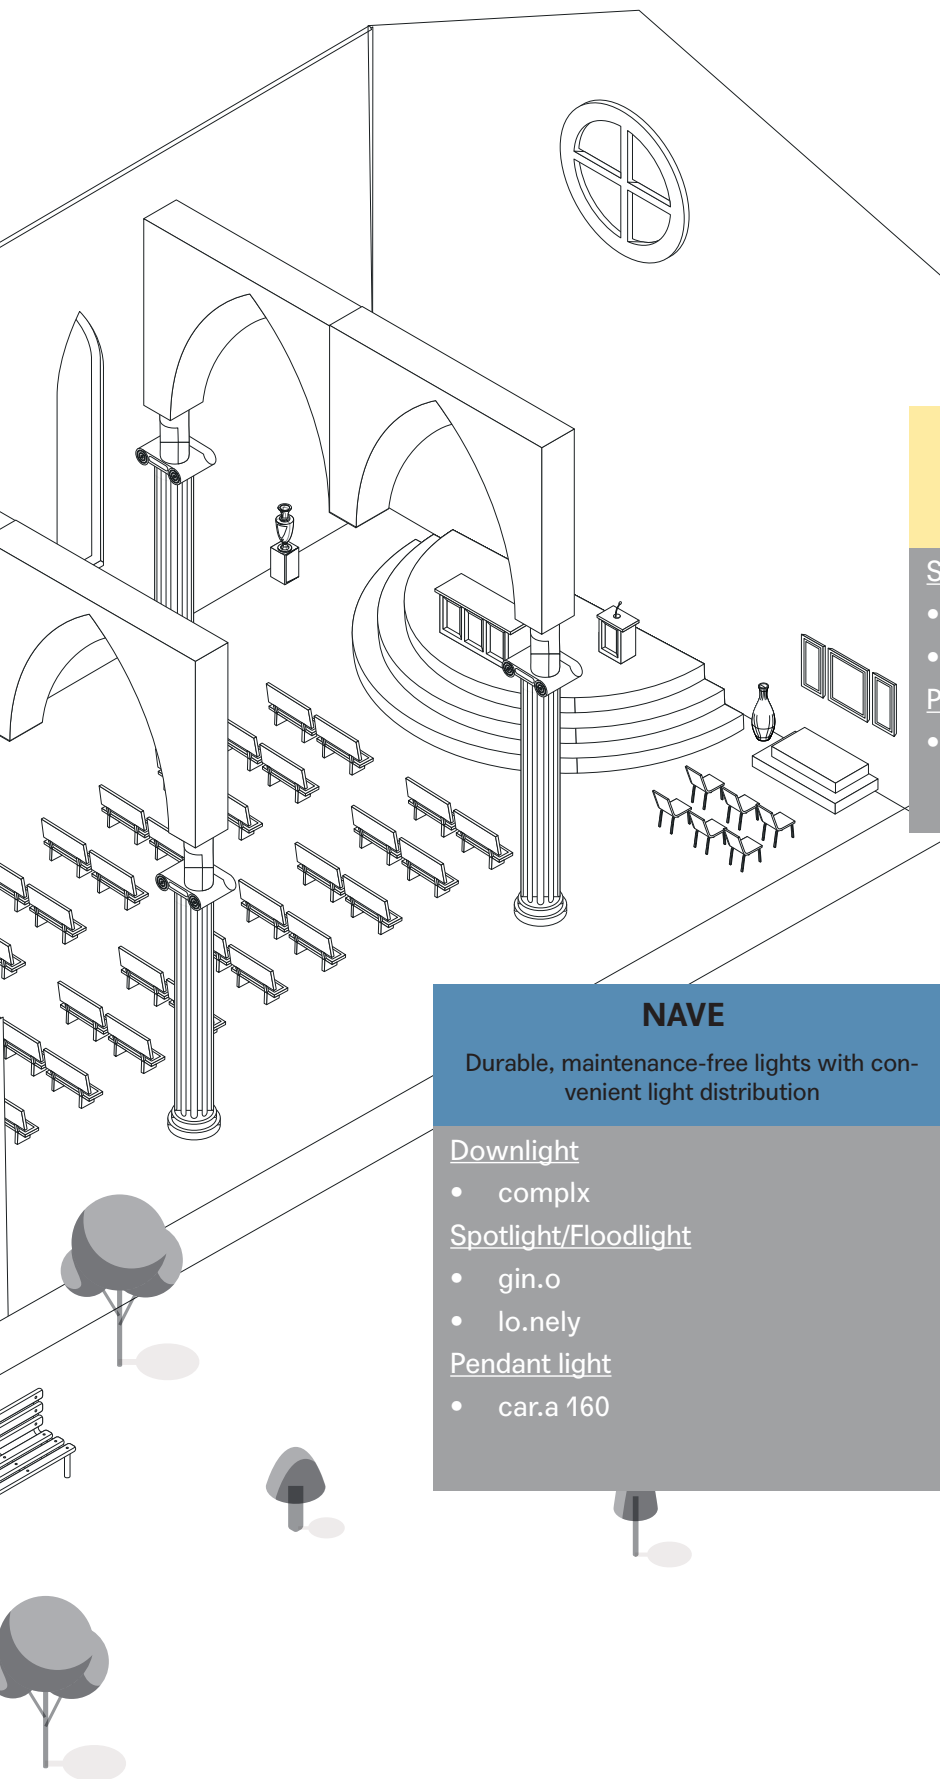 S
•
•
P
•
NAVE
Durable, maintenance-free lights with con-
venient light distribution
Downlight
• complx
Spotlight/Floodlight
• gin.o
• lo.nely
Pendant light
• car.a 160